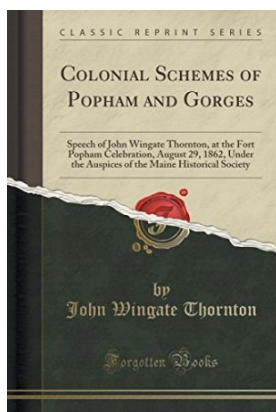 CLASSIC REPRINT SERIES
COLONIAL SCHEMES OF
POPHAM AND GORGES
Speech of John Wingate Thornton, at the Fort
Popham Celebration, August 29, 1862, Under
the Auspices of the Maine Historical Society
by
John Wingate Thornton
Forgotten Books